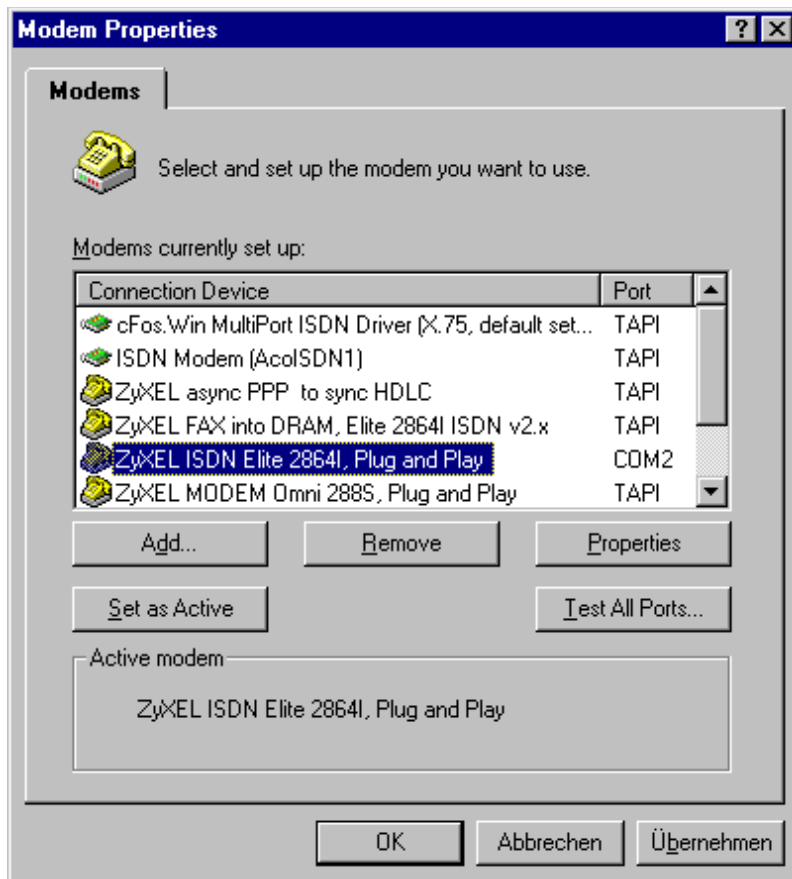 Modem Properties
Modems
Select and set up the modem you want to use.
Modems currently set up:
Connection Device Port
cFos.Win MultiPort ISDN Driver (X.75, default set... TAPI
ISDN Modem (AcoISDN1) TAPI
ZyXEL async PPP to sync HDLC TAPI
ZyXEL FAX into DRAM, Elite 2864I ISDN v2.x TAPI
ZyXEL ISDN Elite 2864I, Plug and Play COM2
ZyXEL MODEM Omni 288S, Plug and Play TAPI
Add... Remove Properties
Set as Active Test All Ports...
Active modem
ZyXEL ISDN Elite 2864I, Plug and Play
OK Abbrechen Übernehmen